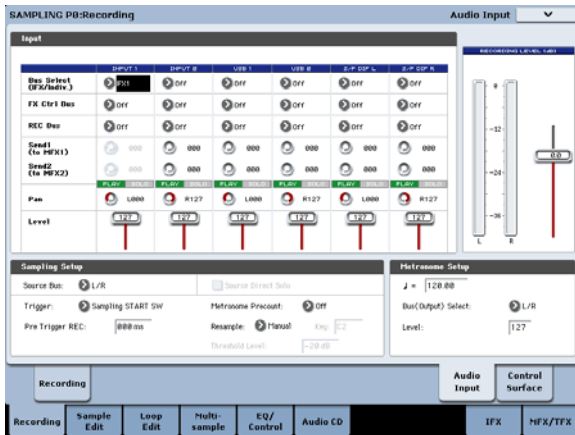 SAMPLING P0:Recording Audio Input
Input
RECORDING LEVEL [dB]
INPUT 1 INPUT 2 USB 1 USB 2 S/P DIF L S/P DIF R
Bus Select (IFX/Indiv.) IFX1 Off Off Off Off Off
FX Ctrl Bus Off Off Off Off Off Off
REC Bus Off Off Off Off Off Off
Send1 (to MFX1) 000 000 000 000 000 000
Send2 (to MFX2) 000 000 000 000 000 000
PLAY SOLO PLAY SOLO PLAY SOLO PLAY SOLO PLAY SOLO PLAY SOLO
Pan L000 R127 L000 R127 L000 R127
Level 127 127 127 127 127 127
0
-12
-24
-36
0.0
L R
Sampling Setup
Source Bus: L/R Source Direct Solo
Trigger: Sampling START SW Metronome Precount: Off
Pre Trigger REC: 000 ms Resample: Manual Key: C2
Threshold Level: -20 dB
Metronome Setup
♩ = 120.00
Bus(Output) Select: L/R
Level: 127
Recording Audio Input Control Surface
Recording Sample Edit Loop Edit Multi-sample EQ/Control Audio CD IFX MFX/TFX